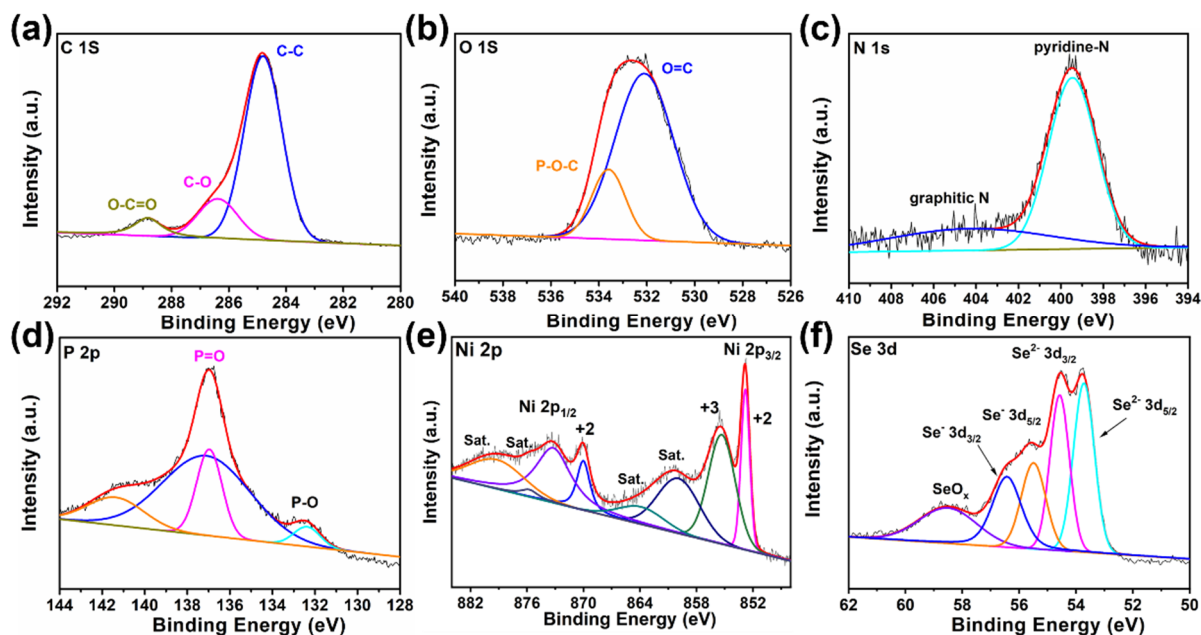 (a)
C 1S
C-C
C-O
O-C=O
Intensity (a.u.)
292 290 288 286 284 282 280
Binding Energy (eV)
(b)
O 1S
O=C
P-O-C
Intensity (a.u.)
540 538 536 534 532 530 528 526
Binding Energy (eV)
(c)
N 1s
pyridine-N
graphitic N
Intensity (a.u.)
410 408 406 404 402 400 398 396 394
Binding Energy (eV)
(d)
P 2p
P=O
P-O
Intensity (a.u.)
144 142 140 138 136 134 132 130 128
Binding Energy (eV)
(e)
Ni 2p
Ni 2p3/2
Ni 2p1/2
+2
+3
+2
Sat.
Sat.
Sat.
Sat.
Intensity (a.u.)
884 876 870 864 858 852
Binding Energy (eV)
(f)
Se 3d
Se2- 3d3/2
Se- 3d5/2
Se2- 3d5/2
Se- 3d3/2
SeOx
Intensity (a.u.)
62 60 58 56 54 52 50
Binding Energy (eV)